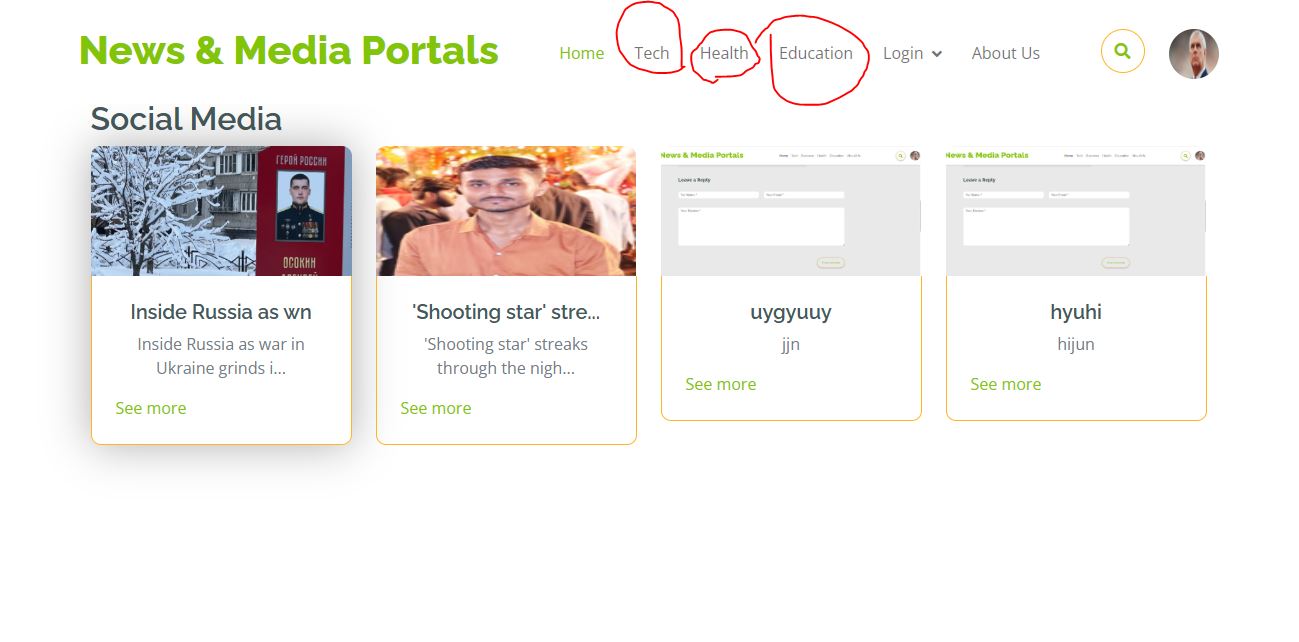 News & Media Portals
Home Tech Health Education Login About Us
Social Media
ГЕРОЙ РОССИИ
ОСОКИН
News & Media Portals
Leave a Reply
News & Media Portals
Leave a Reply
Inside Russia as wn
Inside Russia as war in
Ukraine grinds i...
See more
'Shooting star' stre...
'Shooting star' streaks
through the nigh...
See more
uygyuuy
jjn
See more
hyuhi
hijun
See more